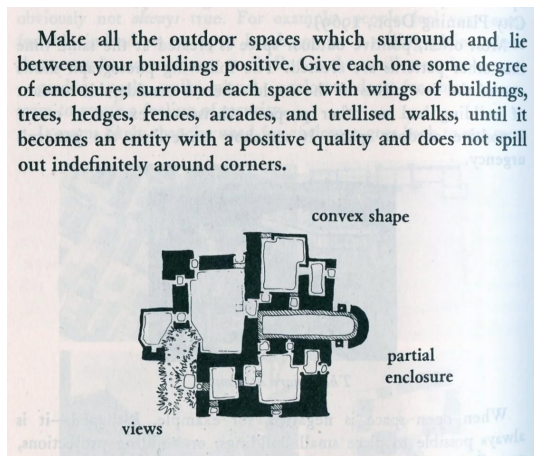 Make all the outdoor spaces which surround and lie
between your buildings positive. Give each one some degree
of enclosure; surround each space with wings of buildings,
trees, hedges, fences, arcades, and trellised walks, until it
becomes an entity with a positive quality and does not spill
out indefinitely around corners.
convex shape
partial
enclosure
views